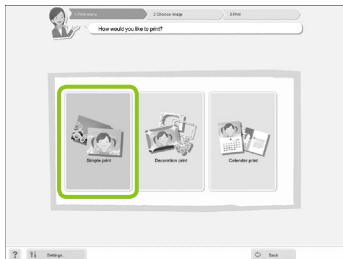 1 Print menu
2 Choose image
3 Print
How would you like to print?
Simple print
Decoration print
Calender print
?
Settings...
Back